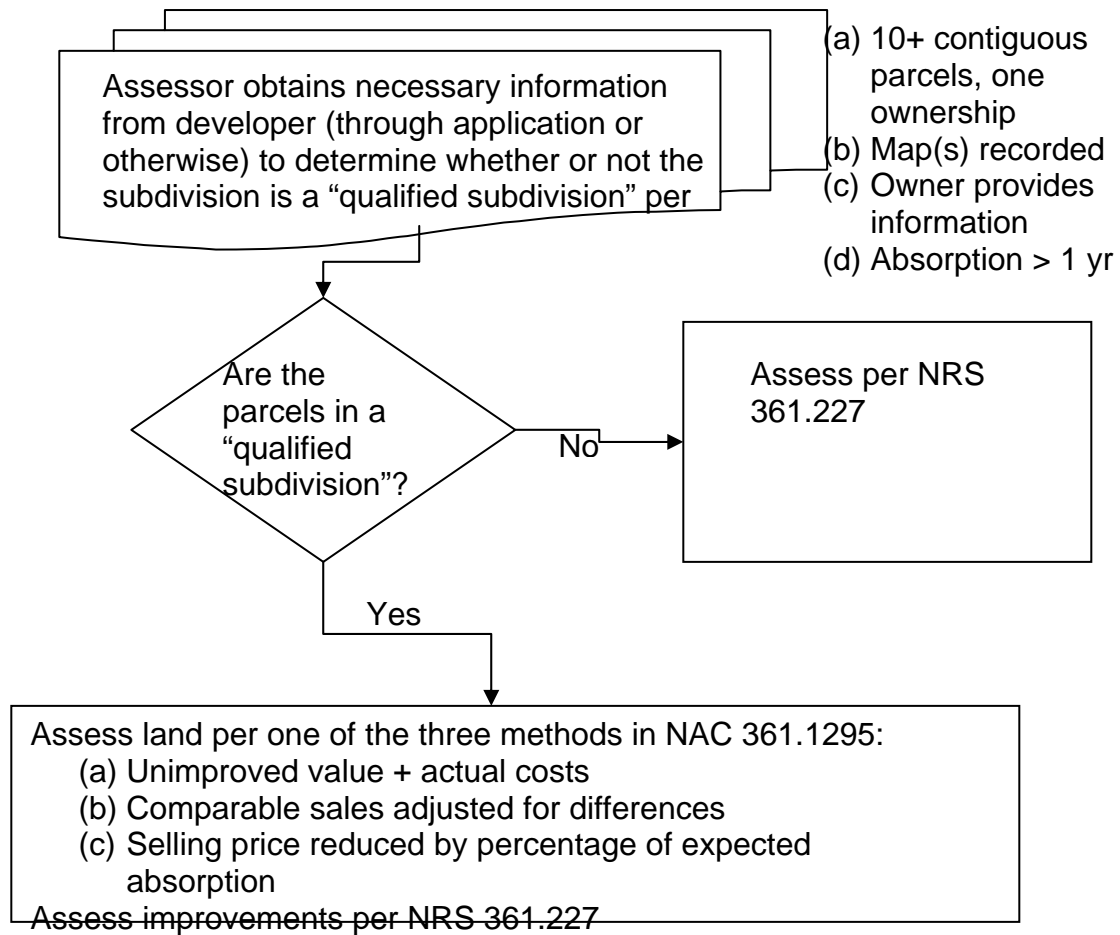 Assessor obtains necessary information
from developer (through application or
otherwise) to determine whether or not the
subdivision is a “qualified subdivision” per
(a) 10+ contiguous
parcels, one
ownership
(b) Map(s) recorded
(c) Owner provides
information
(d) Absorption > 1 yr
Are the
parcels in a
“qualified
subdivision”?
No
Assess per NRS
361.227
Yes
Assess land per one of the three methods in NAC 361.1295:
(a) Unimproved value + actual costs
(b) Comparable sales adjusted for differences
(c) Selling price reduced by percentage of expected
absorption
Assess improvements per NRS 361.227